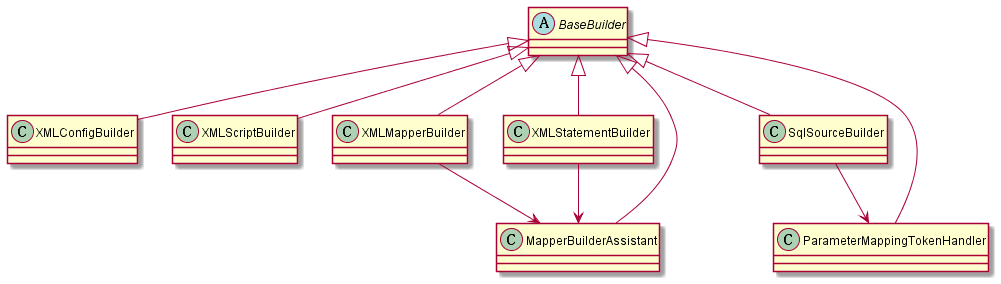 A BaseBuilder
C XMLConfigBuilder
C XMLScriptBuilder
C XMLMapperBuilder
C XMLStatementBuilder
C SqlSourceBuilder
C MapperBuilderAssistant
C ParameterMappingTokenHandler